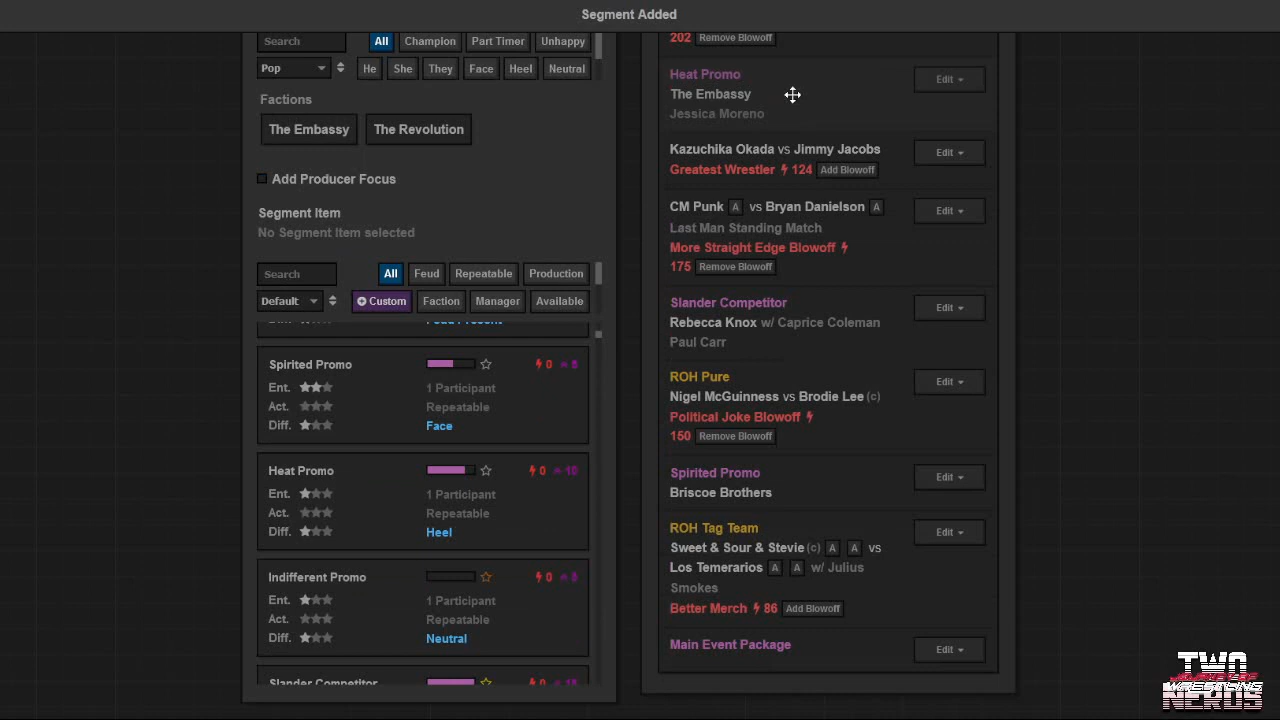 Segment Added
Search
All
Champion
Part Timer
Unhappy
Pop
He
She
They
Face
Heel
Neutral
Factions
The Embassy
The Revolution
Add Producer Focus
Segment Item
No Segment Item selected
Search
All
Feud
Repeatable
Production
Default
Custom
Faction
Manager
Available
Spirited Promo
0
5
Ent.
1 Participant
Act.
Repeatable
Diff.
Face
Heat Promo
0
10
Ent.
1 Participant
Act.
Repeatable
Diff.
Heel
Indifferent Promo
0
5
Ent.
1 Participant
Act.
Repeatable
Diff.
Neutral
Slander Competitor
0
202 Remove Blowoff
Heat Promo
Edit
The Embassy
Jessica Moreno
Kazuchika Okada vs Jimmy Jacobs
Edit
Greatest Wrestler 124 Add Blowoff
CM Punk A vs Bryan Danielson A
Edit
Last Man Standing Match
More Straight Edge Blowoff
175 Remove Blowoff
Slander Competitor
Edit
Rebecca Knox w/ Caprice Coleman
Paul Carr
ROH Pure
Edit
Nigel McGuinness vs Brodie Lee (c)
Political Joke Blowoff
150 Remove Blowoff
Spirited Promo
Edit
Briscoe Brothers
ROH Tag Team
Edit
Sweet & Sour & Stevie (c) A A vs
Los Temerarios A A w/ Julius
Smokes
Better Merch 86 Add Blowoff
Main Event Package
Edit
TWO
WRESTLING
NERDS